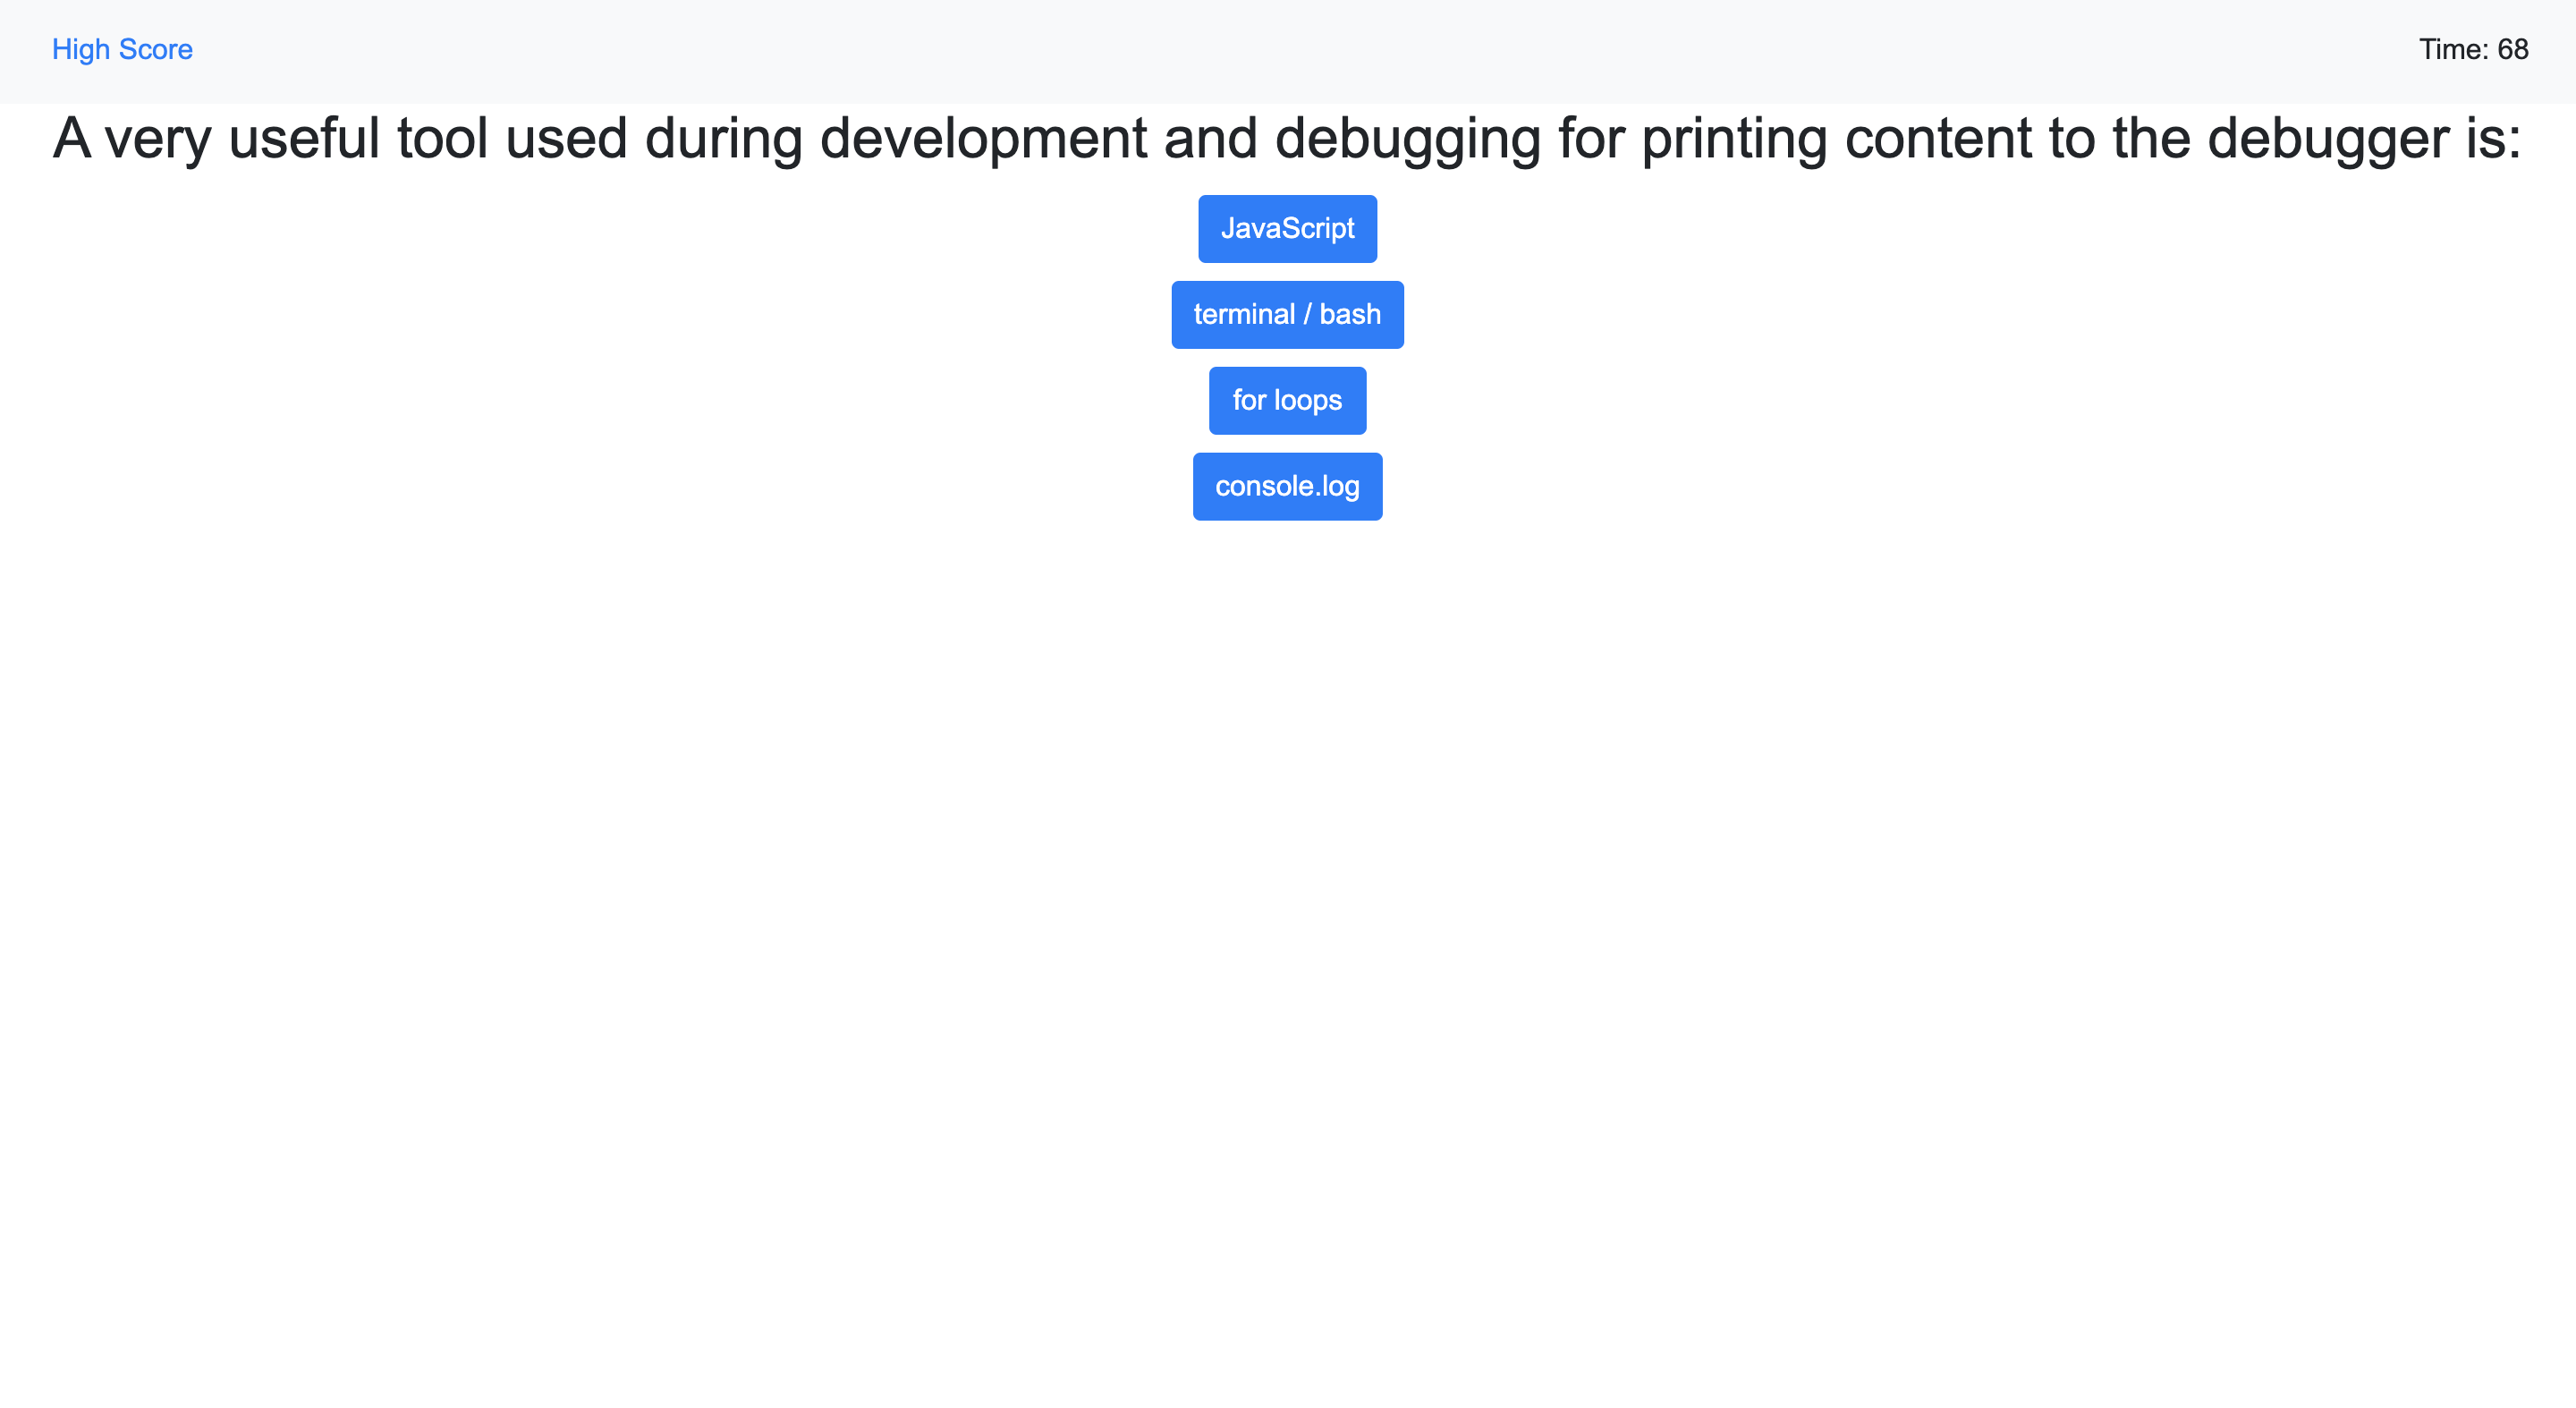 High Score
Time: 68
A very useful tool used during development and debugging for printing content to the debugger is:
JavaScript
terminal / bash
for loops
console.log